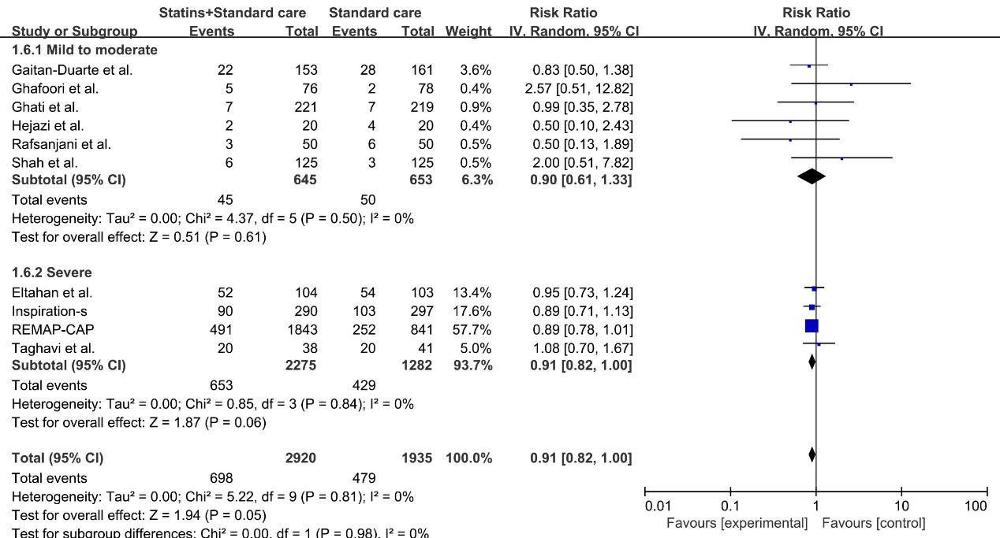 Statins+Standard care Standard care Risk Ratio Risk Ratio
Study or Subgroup Events Total Events Total Weight IV, Random, 95% CI IV, Random, 95% CI
1.6.1 Mild to moderate
Gaitan-Duarte et al. 22 153 28 161 3.6% 0.83 [0.50, 1.38]
Ghafoori et al. 5 76 2 78 0.4% 2.57 [0.51, 12.82]
Ghati et al. 7 221 7 219 0.9% 0.99 [0.35, 2.78]
Hejazi et al. 2 20 4 20 0.4% 0.50 [0.10, 2.43]
Rafsanjani et al. 3 50 6 50 0.5% 0.50 [0.13, 1.89]
Shah et al. 6 125 3 125 0.5% 2.00 [0.51, 7.82]
Subtotal (95% CI) 645 653 6.3% 0.90 [0.61, 1.33]
Total events 45 50
Heterogeneity: Tau² = 0.00; Chi² = 4.37, df = 5 (P = 0.50); I² = 0%
Test for overall effect: Z = 0.51 (P = 0.61)
1.6.2 Severe
Eltahan et al. 52 104 54 103 13.4% 0.95 [0.73, 1.24]
Inspiration-s 90 290 103 297 17.6% 0.89 [0.71, 1.13]
REMAP-CAP 491 1843 252 841 57.7% 0.89 [0.78, 1.01]
Taghavi et al. 20 38 20 41 5.0% 1.08 [0.70, 1.67]
Subtotal (95% CI) 2275 1282 93.7% 0.91 [0.82, 1.00]
Total events 653 429
Heterogeneity: Tau² = 0.00; Chi² = 0.85, df = 3 (P = 0.84); I² = 0%
Test for overall effect: Z = 1.87 (P = 0.06)
Total (95% CI) 2920 1935 100.0% 0.91 [0.82, 1.00]
Total events 698 479
Heterogeneity: Tau² = 0.00; Chi² = 5.22, df = 9 (P = 0.81); I² = 0%
Test for overall effect: Z = 1.94 (P = 0.05)
Test for subgroup differences: Chi² = 0.00, df = 1 (P = 0.98), I² = 0%
0.01 0.1 1 10 100
Favours [experimental] Favours [control]